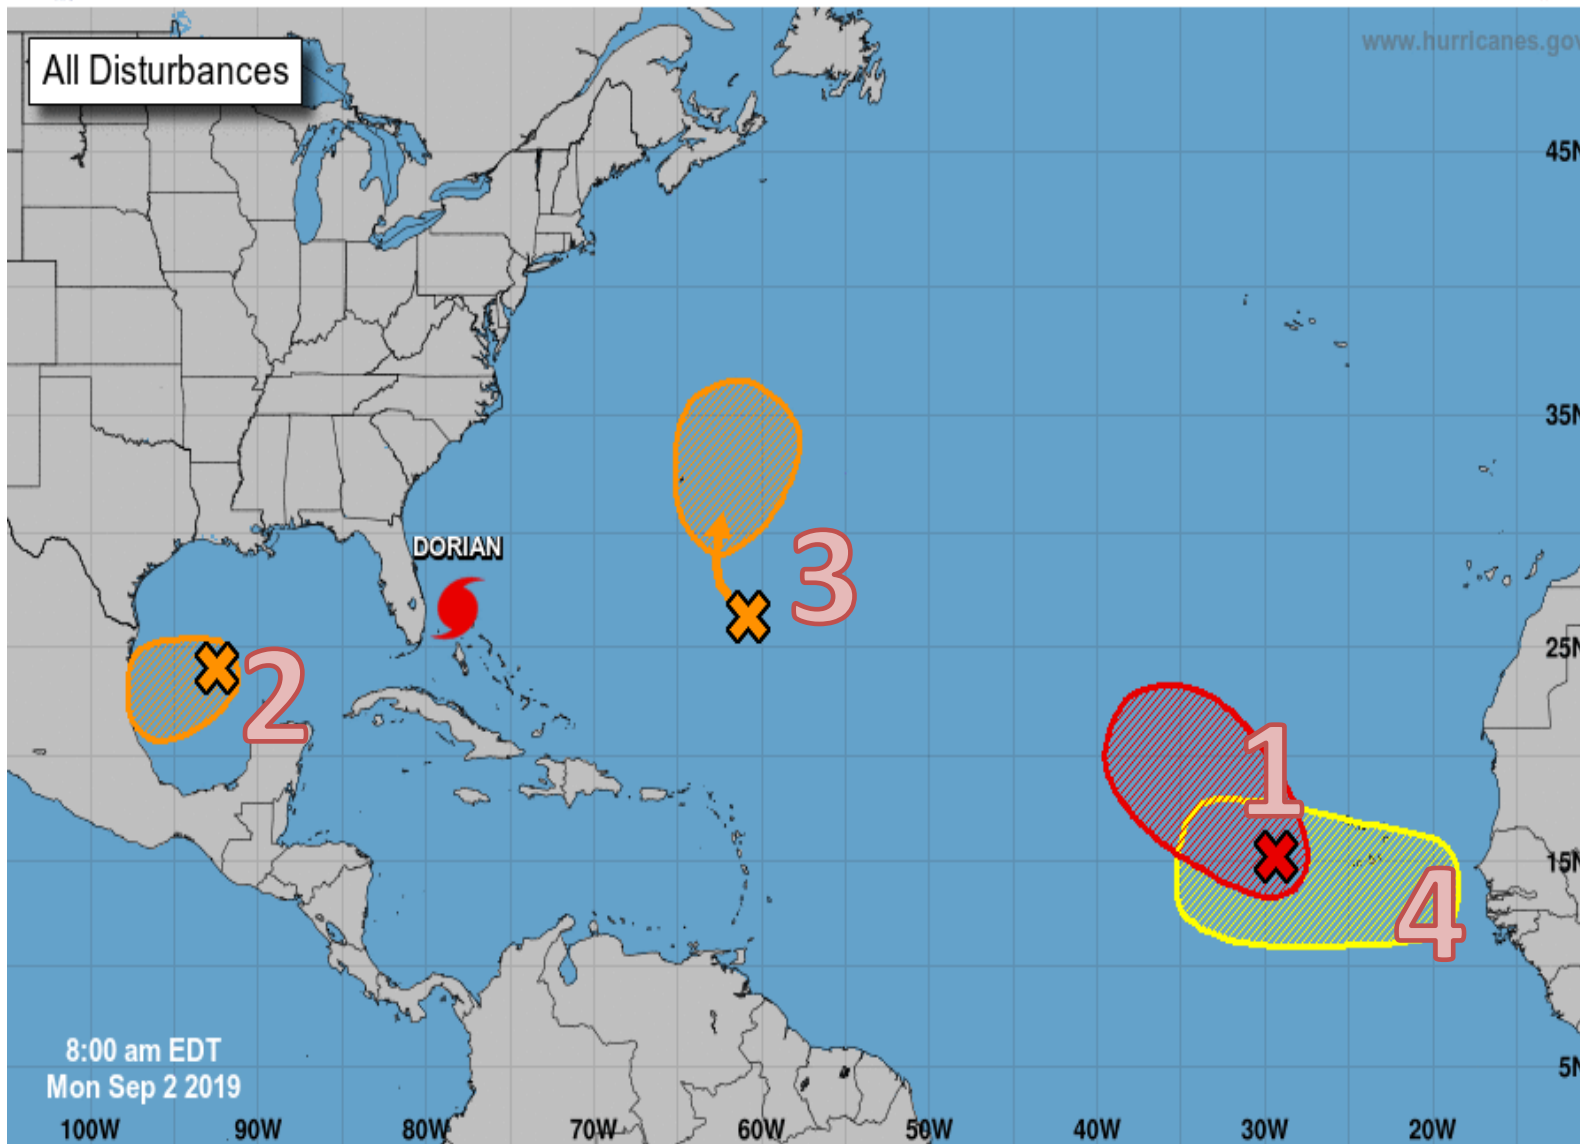 www.hurricanes.gov
All Disturbances
45N
35N
DORIAN
3
25N
2
1
15N
4
8:00 am EDT
5N
Mon Sep 2 2019
100W 90W 80W 70W 60W 50W 40W 30W 20W